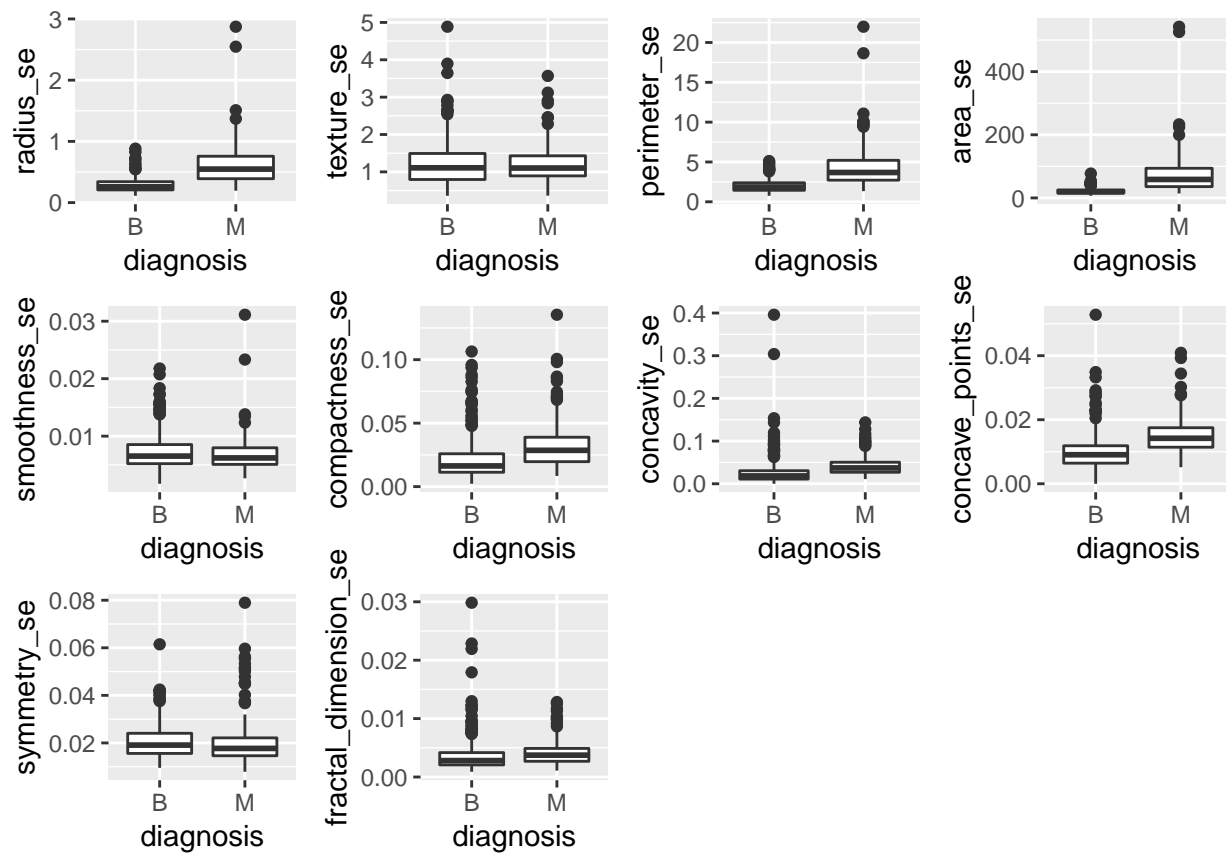 radius_se
3
2
1
0
B M
diagnosis
texture_se
5
4
3
2
1
B M
diagnosis
perimeter_se
20
15
10
5
0
B M
diagnosis
area_se
400
200
0
B M
diagnosis
smoothness_se
0.03
0.02
0.01
B M
diagnosis
compactness_se
0.10
0.05
0.00
B M
diagnosis
concavity_se
0.4
0.3
0.2
0.1
0.0
B M
diagnosis
concave_points_se
0.04
0.02
0.00
B M
diagnosis
symmetry_se
0.08
0.06
0.04
0.02
B M
diagnosis
fractal_dimension_se
0.03
0.02
0.01
0.00
B M
diagnosis